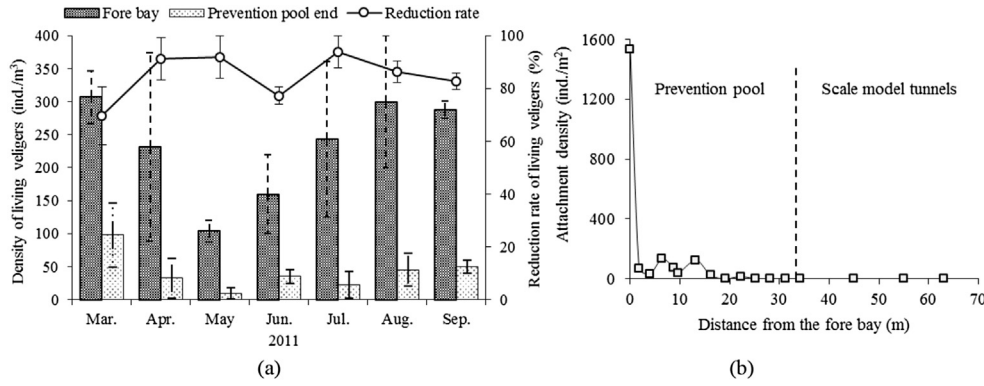 (a)
Fore bay
Prevention pool end
Reduction rate
Density of living veligers (ind./m³)
400
350
300
250
200
150
100
50
0
Reduction rate of living veligers (%)
100
80
60
40
20
0
Mar. Apr. May Jun. Jul. Aug. Sep.
2011
(a)
Attachment density (ind./m²)
1600
1200
800
400
0
Prevention pool
Scale model tunnels
0 10 20 30 40 50 60 70
Distance from the fore bay (m)
(b)